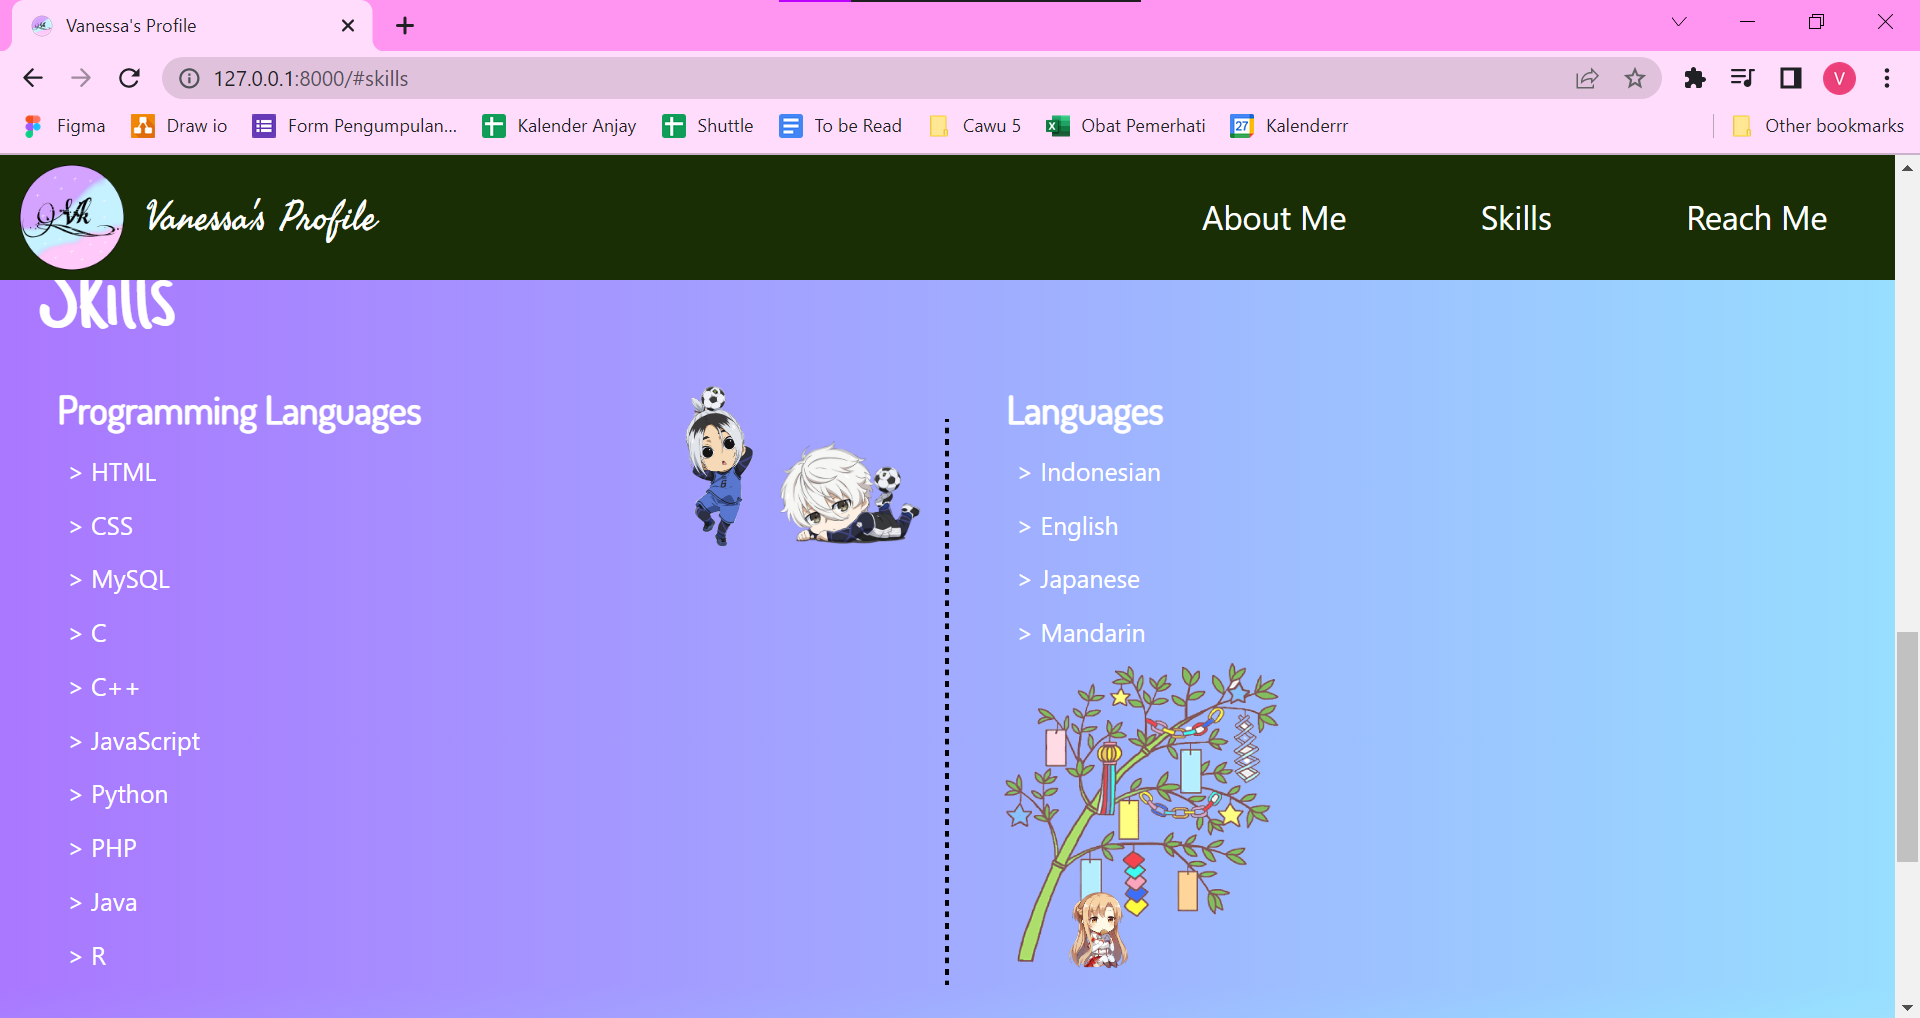 Vanessa's Profile
127.0.0.1:8000/#skills
V
Figma
Draw io
Form Pengumpulan...
Kalender Anjay
Shuttle
To be Read
Cawu 5
Obat Pemerhati
27
Kalenderrr
Other bookmarks
Vanessa's Profile
About Me
Skills
Reach Me
Skills
Programming Languages
> HTML
> CSS
> MySQL
> C
> C++
> JavaScript
> Python
> PHP
> Java
> R
Languages
> Indonesian
> English
> Japanese
> Mandarin